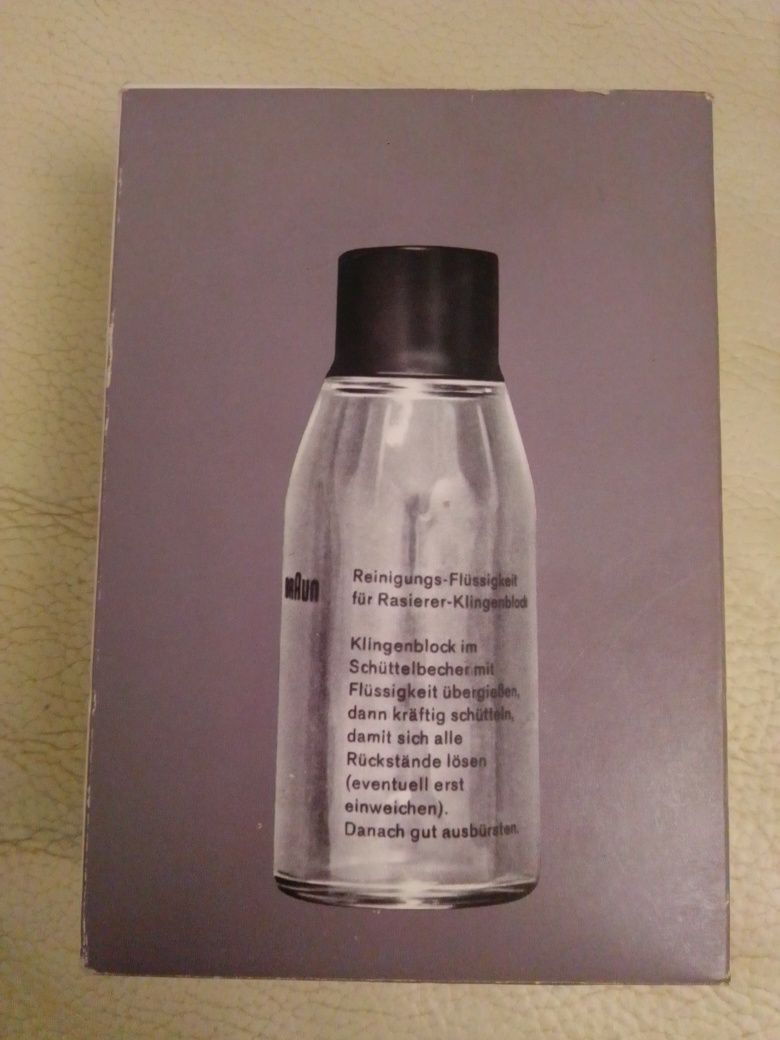 BRAUN
Reinigungs-Flüssigkeit
für Rasierer-Klingenblock
Klingenblock im
Schüttelbecher mit
Flüssigkeit übergießen,
dann kräftig schütteln,
damit sich alle
Rückstände lösen
(eventuell erst
einweichen).
Danach gut ausbürsten.